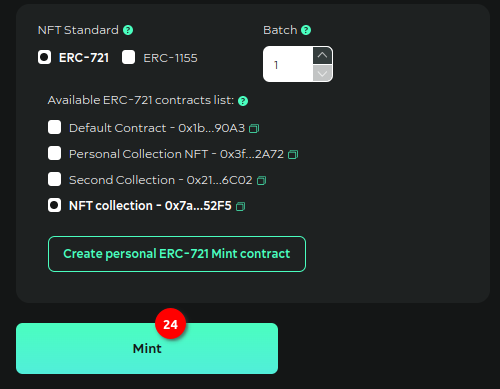 NFT Standard ? Batch ?
ERC-721 ERC-1155 1
Available ERC-721 contracts list: ?
Default Contract - 0x1b...90A3
Personal Collection NFT - 0x3f...2A72
Second Collection - 0x21...6C02
NFT collection - 0x7a...52F5
Create personal ERC-721 Mint contract
24
Mint